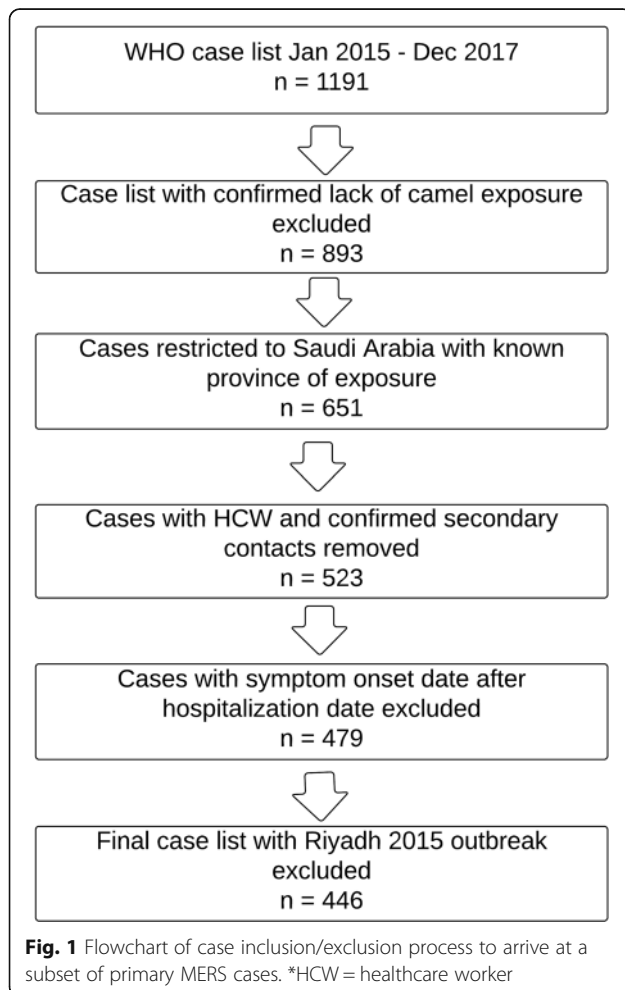 WHO case list Jan 2015 - Dec 2017
n = 1191
Case list with confirmed lack of camel exposure
excluded
n = 893
Cases restricted to Saudi Arabia with known
province of exposure
n = 651
Cases with HCW and confirmed secondary
contacts removed
n = 523
Cases with symptom onset date after
hospitalization date excluded
n = 479
Final case list with Riyadh 2015 outbreak
excluded
n = 446
Fig. 1 Flowchart of case inclusion/exclusion process to arrive at a
subset of primary MERS cases. *HCW = healthcare worker